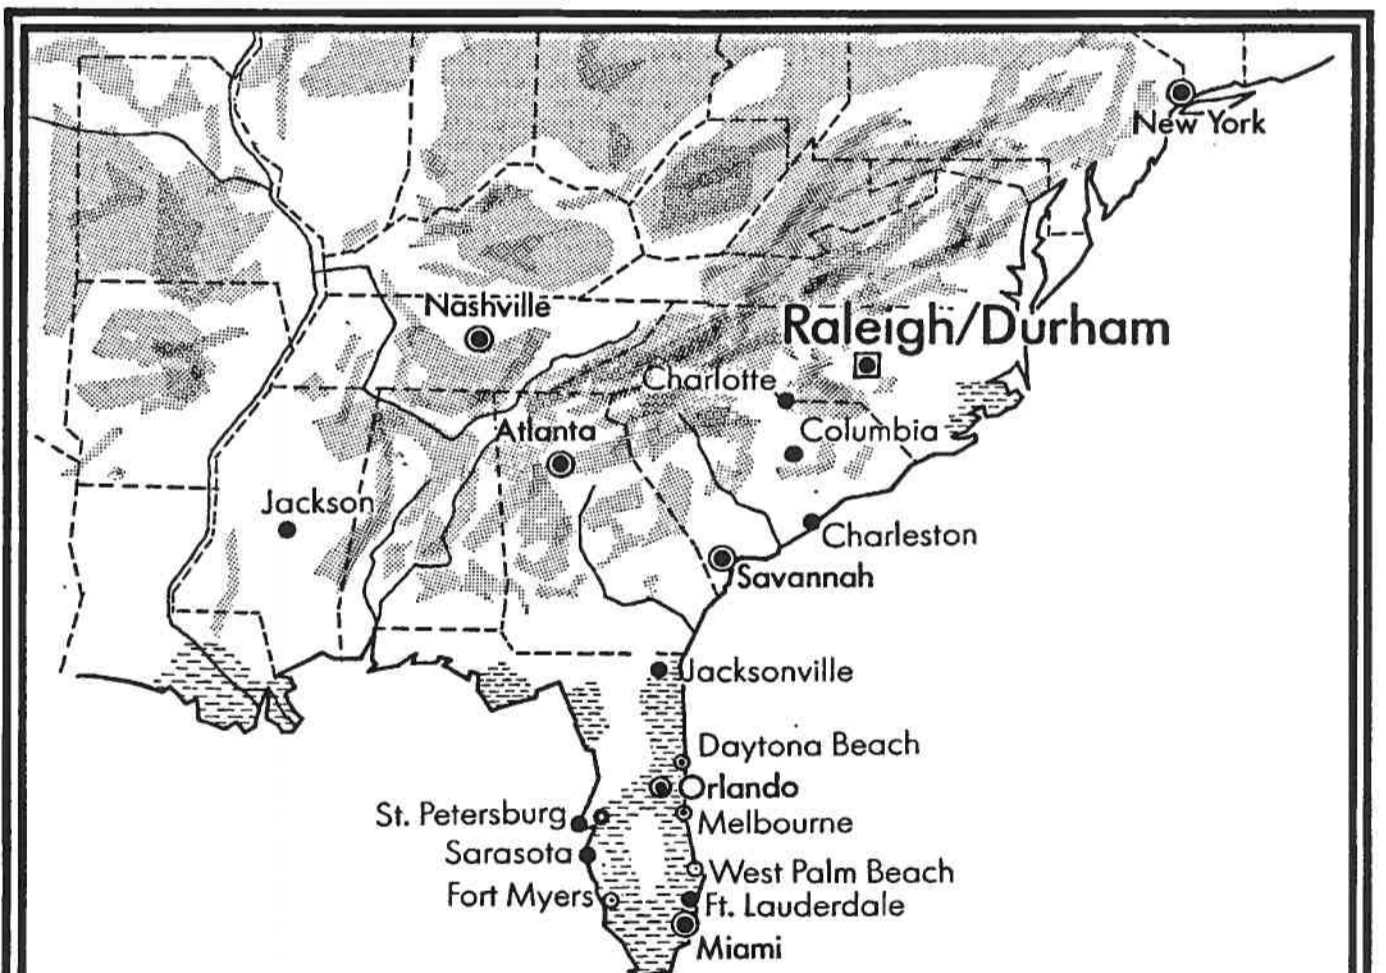 New York
Nashville
Raleigh/Durham
Charlotte
Atlanta
Columbia
Jackson
Charleston
Savannah
Jacksonville
Daytona Beach
Orlando
St. Petersburg
Melbourne
Sarasota
West Palm Beach
Fort Myers
Ft. Lauderdale
Miami